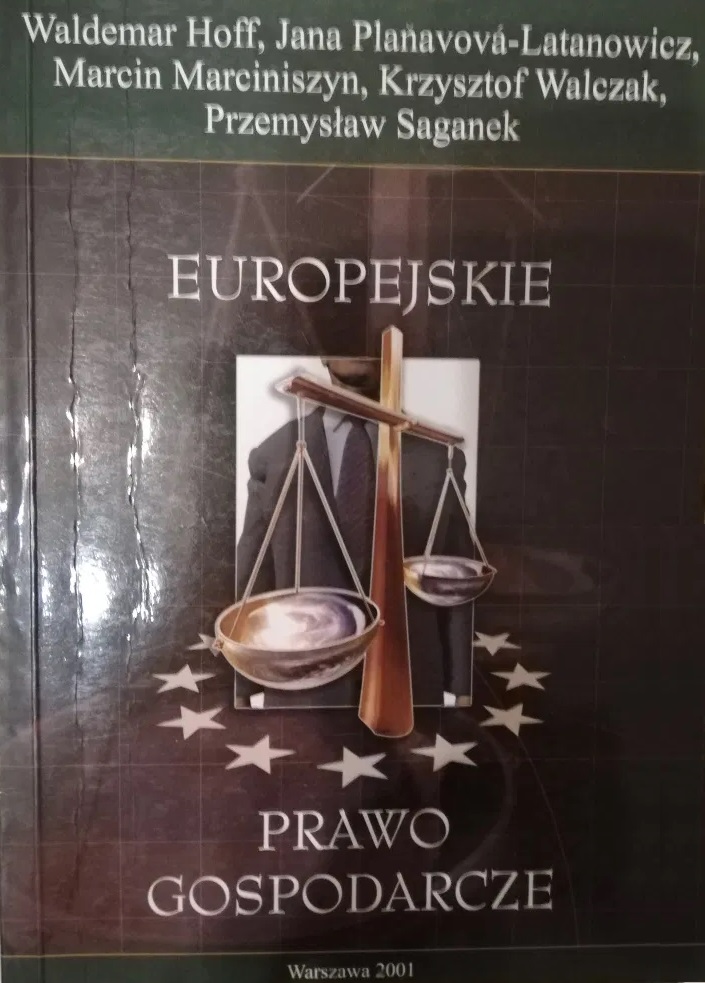 Waldemar Hoff, Jana Plaňavová-Latanowicz,
Marcin Marciniszyn, Krzysztof Walczak,
Przemysław Saganek
EUROPEJSKIE
PRAWO
GOSPODARCZE
Warszawa 2001